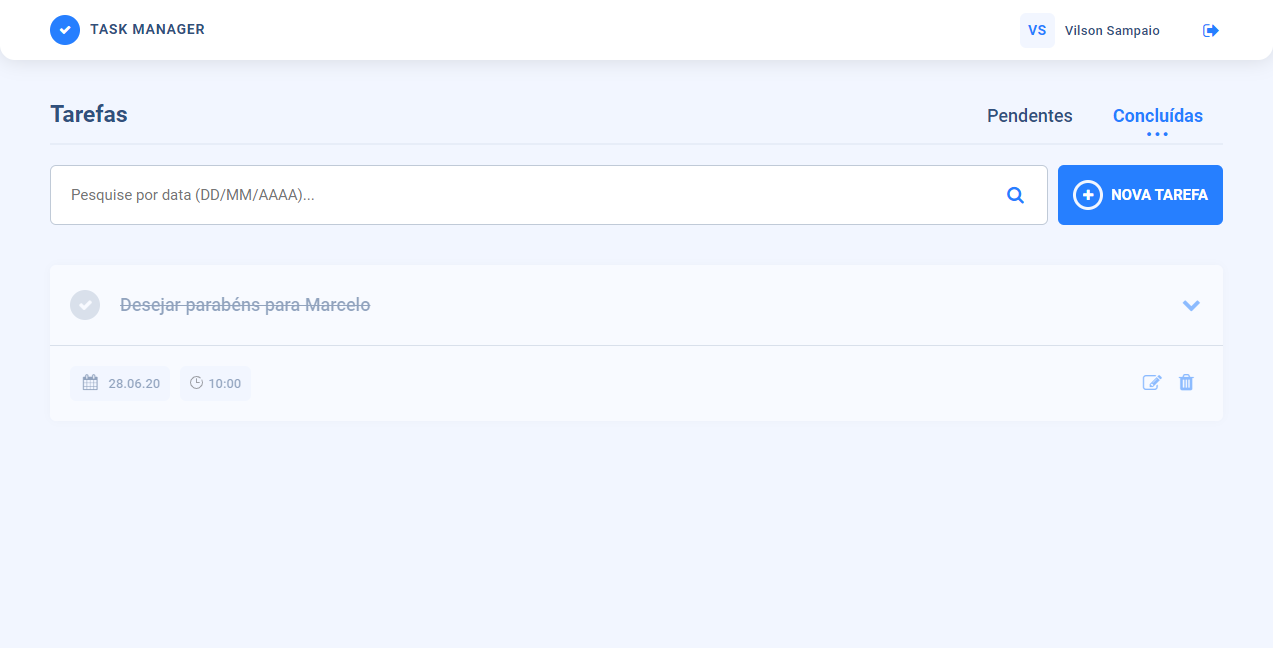 TASK MANAGER
VS Vilson Sampaio
Tarefas
Pendentes Concluídas
Pesquise por data (DD/MM/AAAA)...
NOVA TAREFA
Desejar parabéns para Marcelo
28.06.20 10:00